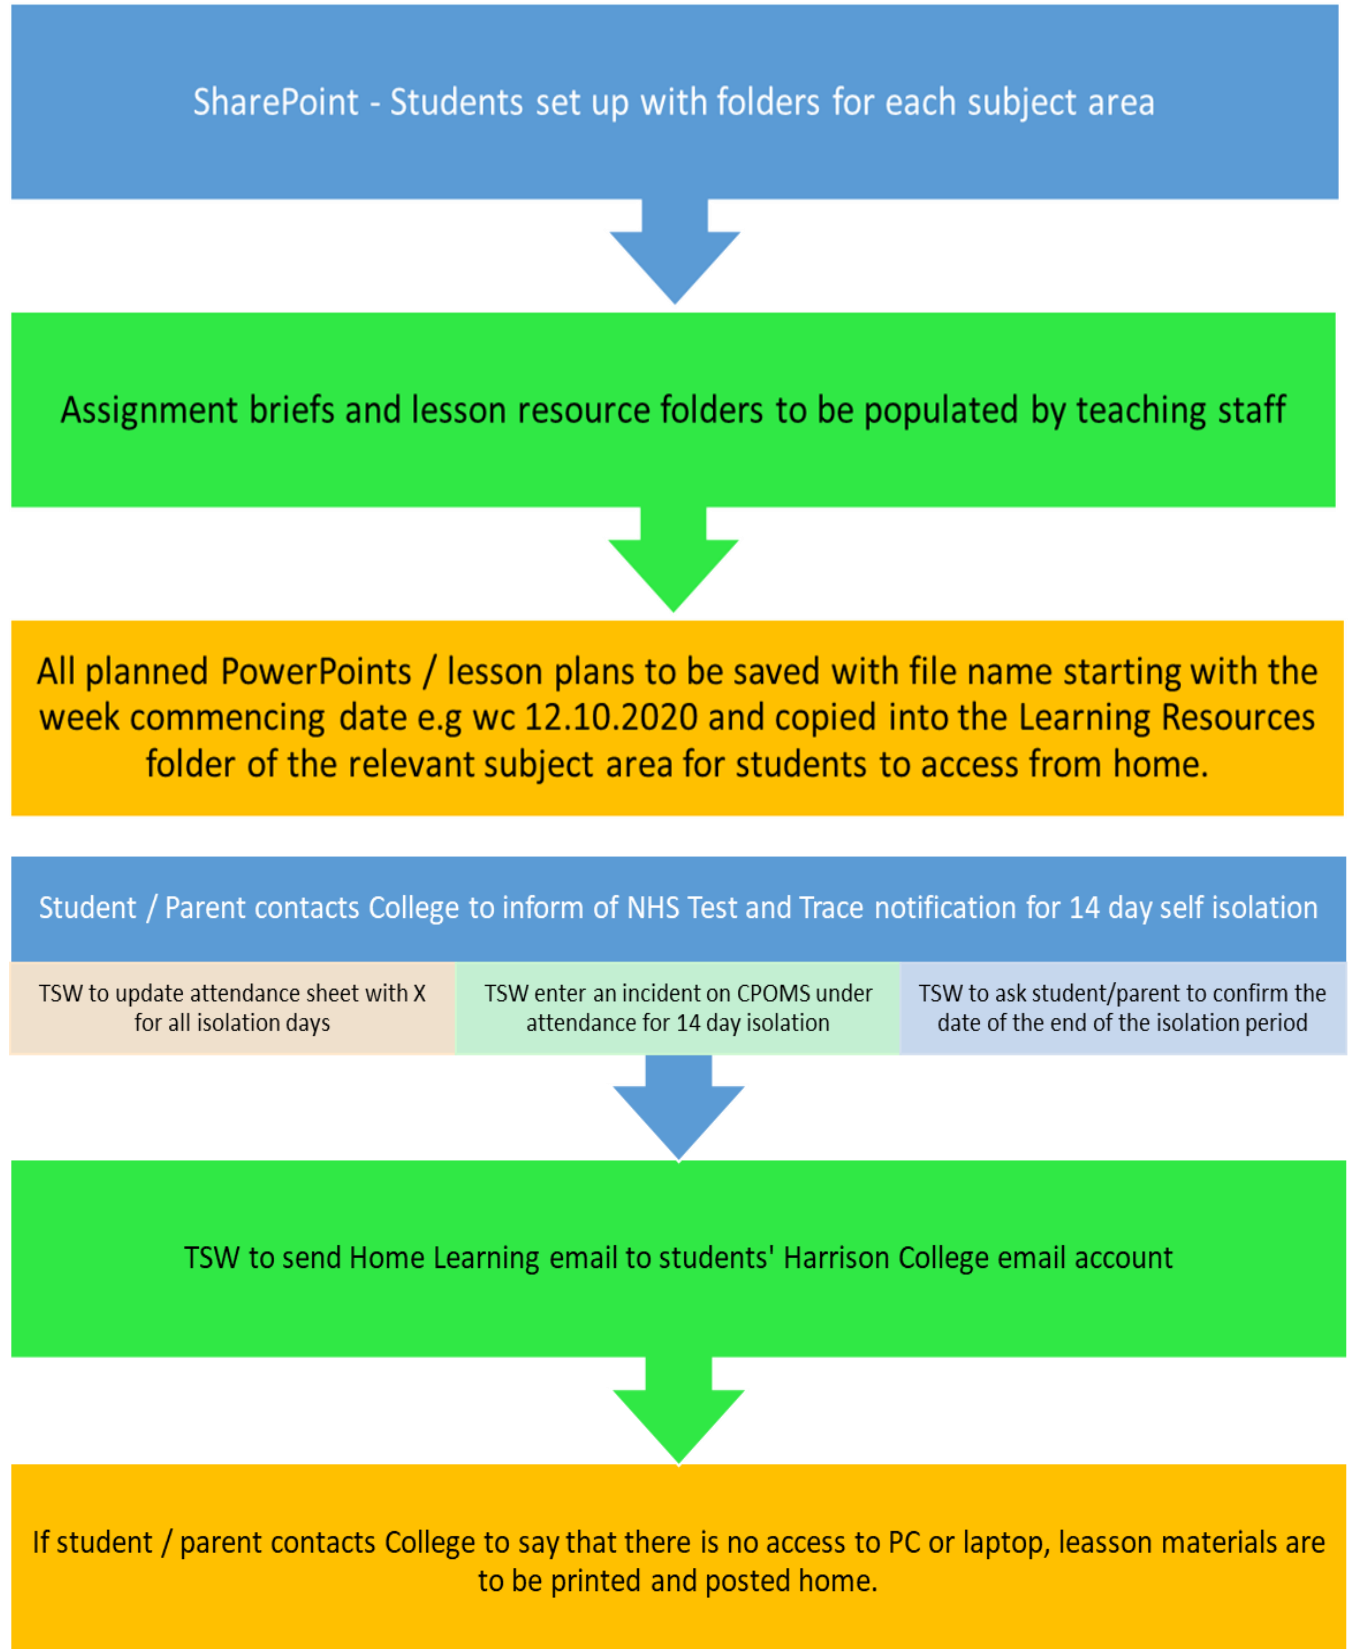 SharePoint - Students set up with folders for each subject area
Assignment briefs and lesson resource folders to be populated by teaching staff
All planned PowerPoints / lesson plans to be saved with file name starting with the
week commencing date e.g wc 12.10.2020 and copied into the Learning Resources
folder of the relevant subject area for students to access from home.
Student / Parent contacts College to inform of NHS Test and Trace notification for 14 day self isolation
TSW to update attendance sheet with X
for all isolation days
TSW enter an incident on CPOMS under
attendance for 14 day isolation
TSW to ask student/parent to confirm the
date of the end of the isolation period
TSW to send Home Learning email to students' Harrison College email account
If student / parent contacts College to say that there is no access to PC or laptop, leasson materials are
to be printed and posted home.